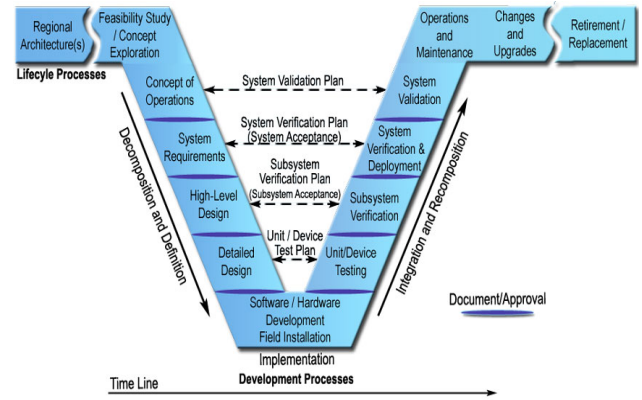 Regional
Architecture(s)
Feasibility Study
/ Concept
Exploration
Operations
and
Maintenance
Changes
and
Upgrades
Retirement /
Replacement
Lifecyle Processes
Concept of
Operations
System Validation Plan
System
Validation
System
Requirements
System Verification Plan
(System Acceptance)
System
Verification &
Deployment
High-Level
Design
Subsystem
Verification Plan
(Subsystem Acceptance)
Subsystem
Verification
Detailed
Design
Unit / Device
Test Plan
Unit/Device
Testing
Decomposition and Definition
Integration and Recomposition
Software / Hardware
Development
Field Installation
Document/Approval
Implementation
Development Processes
Time Line